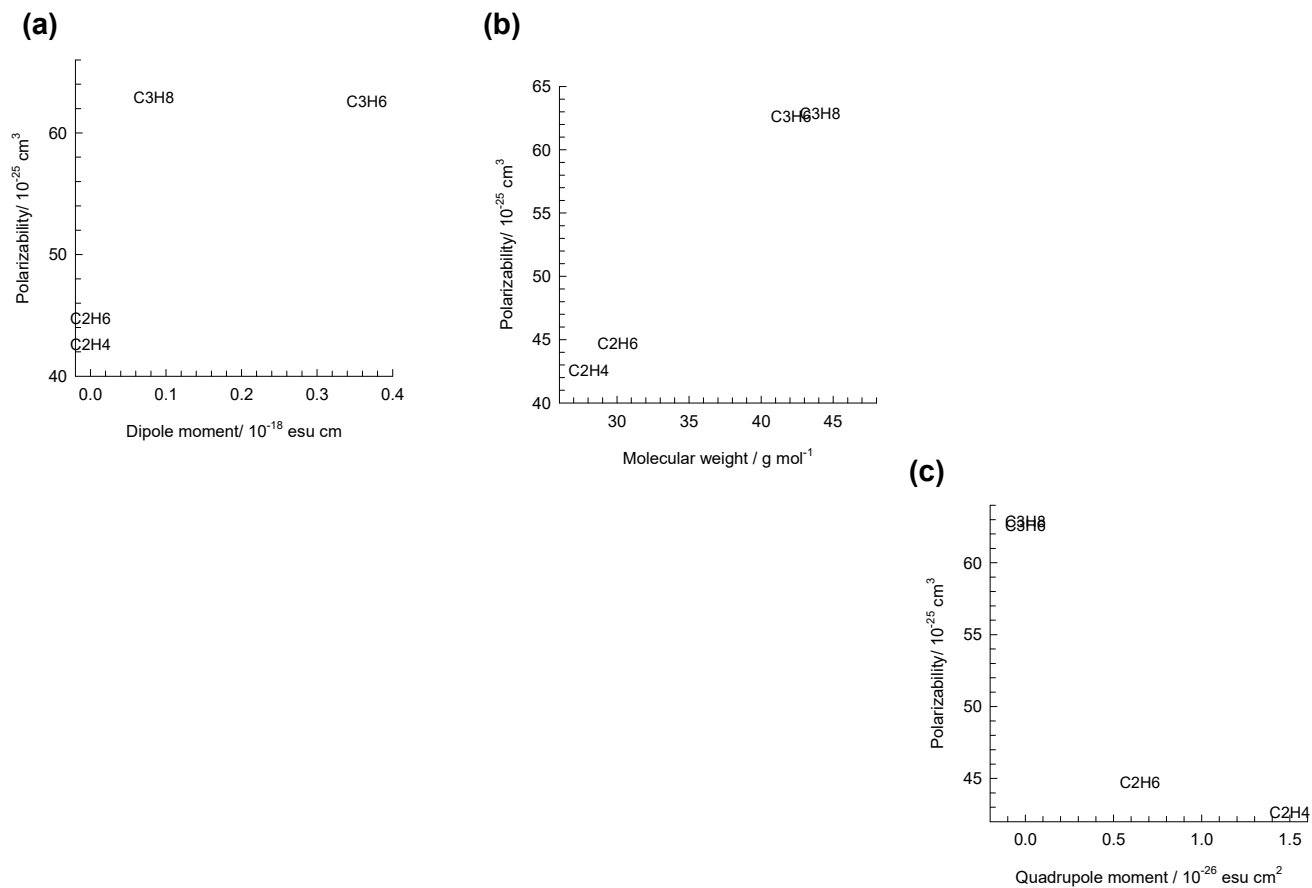 (a)
C3H8
C3H6
60
50
40
C2H6
C2H4
0.0 0.1 0.2 0.3 0.4
Polarizability/ 10⁻²⁵ cm³
Dipole moment/ 10⁻¹⁸ esu cm
(b)
65
60
55
50
45
40
C3H6
C3H8
C2H6
C2H4
30 35 40 45
Polarizability/ 10⁻²⁵ cm³
Molecular weight / g mol⁻¹
(c)
C3H8
C3H6
60
55
50
45
C2H6
C2H4
0.0 0.5 1.0 1.5
Polarizability/ 10⁻²⁵ cm³
Quadrupole moment / 10⁻²⁶ esu cm²